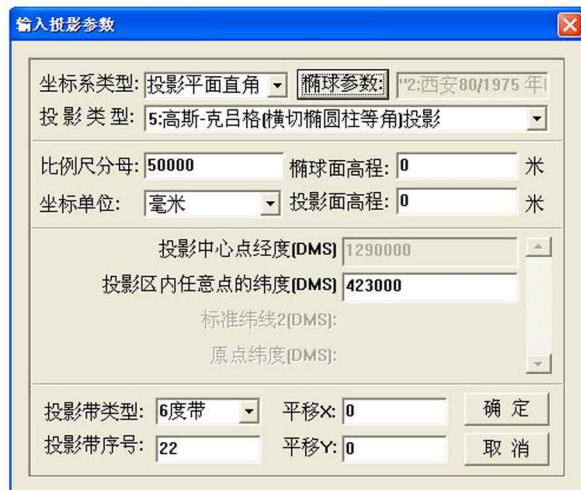 输入投影参数
坐标系类型: 投影平面直角 椭球参数: "2:西安80/1975 年
投影类型: 5:高斯-克吕格(横切椭圆柱等角)投影
比例尺分母: 50000 椭球面高程: 0 米
坐标单位: 毫米 投影面高程: 0 米
投影中心点经度(DMS) 1290000
投影区内任意点的纬度(DMS) 423000
标准纬线2(DMS):
原点纬度(DMS):
投影带类型: 6度带 平移X: 0 确 定
投影带序号: 22 平移Y: 0 取 消